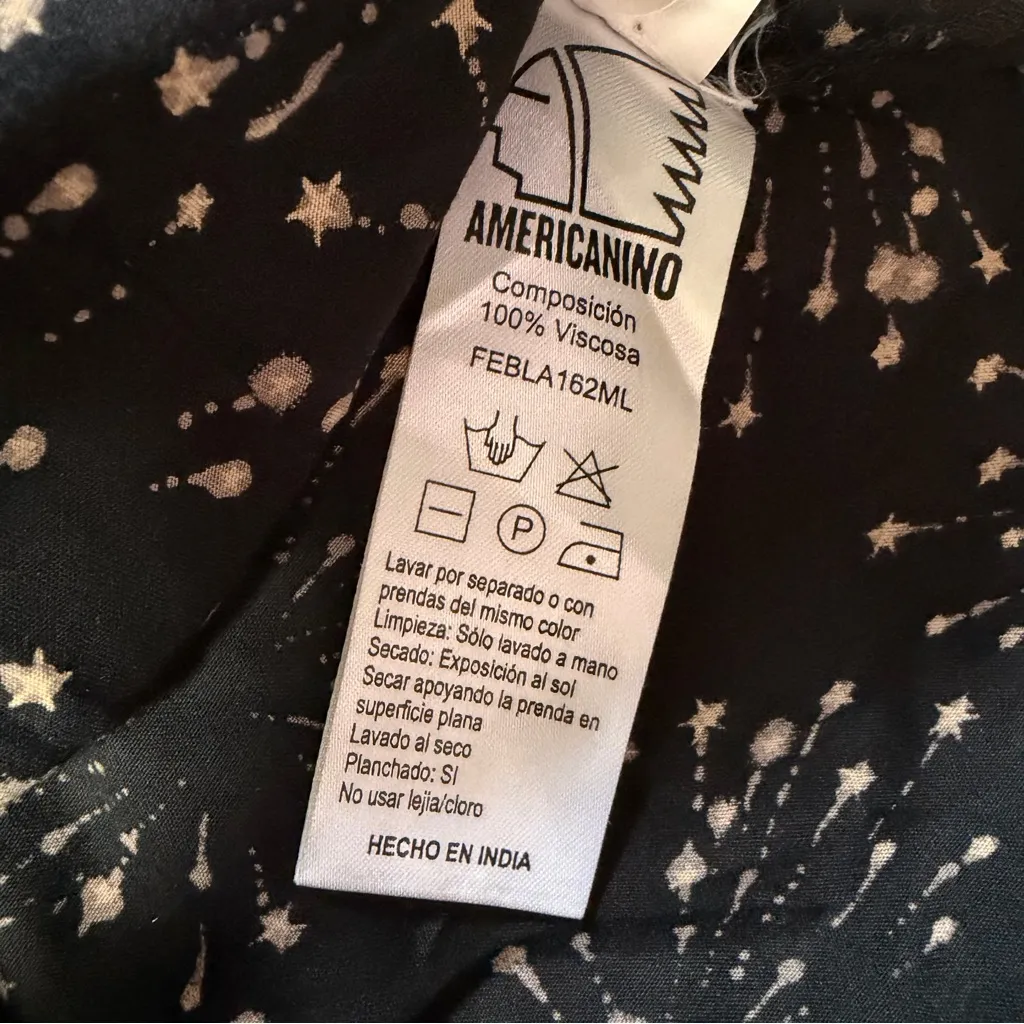 AMERICANINO
Composición
100% Viscosa
FEBLA162ML
P
Lavar por separado o con
prendas del mismo color
Limpieza: Sólo lavado a mano
Secado: Exposición al sol
Secar apoyando la prenda en
superficie plana
Lavado al seco
Planchado: SI
No usar lejia/cloro
HECHO EN INDIA